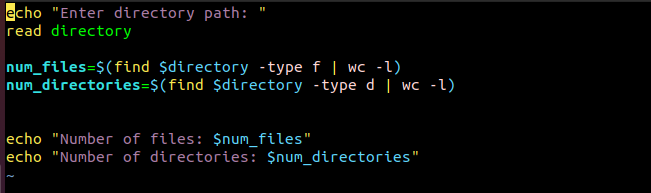 echo "Enter directory path: "
read directory
num_files=$(find $directory -type f | wc -l)
num_directories=$(find $directory -type d | wc -l)
echo "Number of files: $num_files"
echo "Number of directories: $num_directories"
~